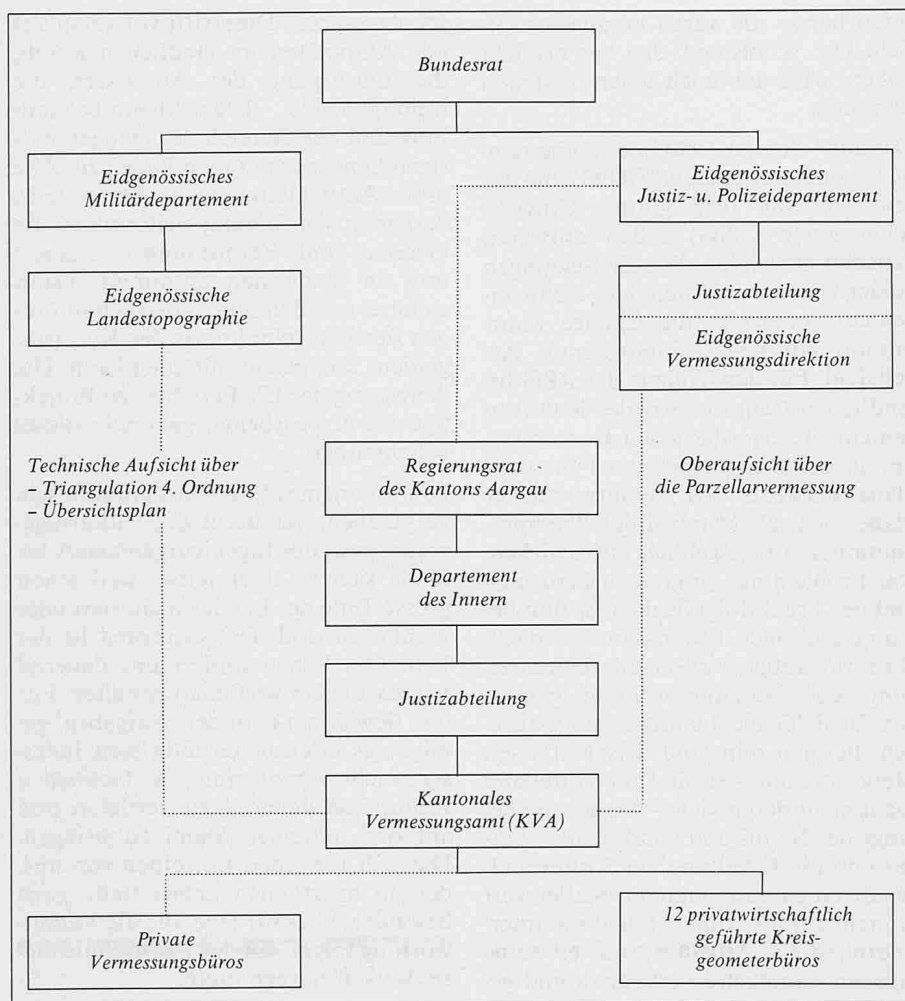 Bundesrat
Eidgenössisches
Militärdepartement
Eidgenössisches
Justiz- u. Polizeidepartement
Eidgenössische
Landestopographie
Justizabteilung
Eidgenössische
Vermessungsdirektion
Technische Aufsicht über
– Triangulation 4. Ordnung
– Übersichtsplan
Regierungsrat
des Kantons Aargau
Oberaufsicht über
die Parzellarvermessung
Departement
des Innern
Justizabteilung
Kantonales
Vermessungsamt (KVA)
Private
Vermessungsbüros
12 privatwirtschaftlich
geführte Kreis-
geometerbüros